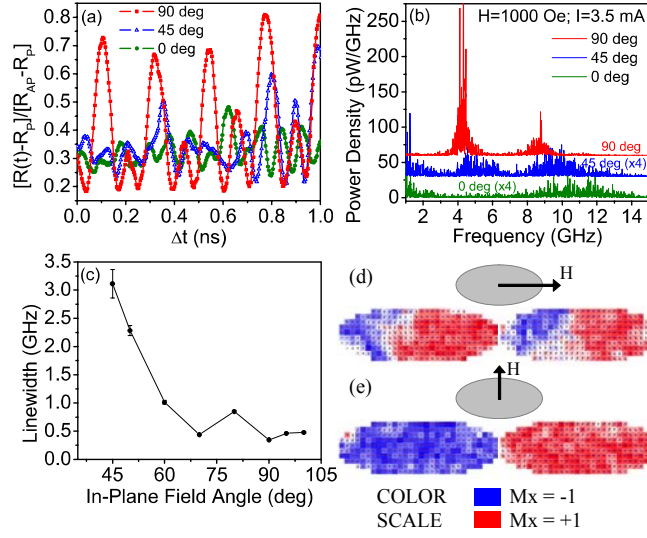 (a)
90 deg
45 deg
0 deg
[R(t)-Rp]/[RAP-Rp]
0.8
0.7
0.6
0.5
0.4
0.3
0.2
0.0 0.2 0.4 0.6 0.8 1.0
Δt (ns)
(b)
H=1000 Oe; I=3.5 mA
90 deg
45 deg
0 deg
Power Density (pW/GHz)
250
200
150
100
50
0
90 deg
45 deg (x4)
0 deg (x4)
2 4 6 8 10 12 14
Frequency (GHz)
(c)
Linewidth (GHz)
3.5
3.0
2.5
2.0
1.5
1.0
0.5
0.0
45 60 75 90 105
In-Plane Field Angle (deg)
(d)
H
(e)
H
COLOR Mx = -1
SCALE Mx = +1